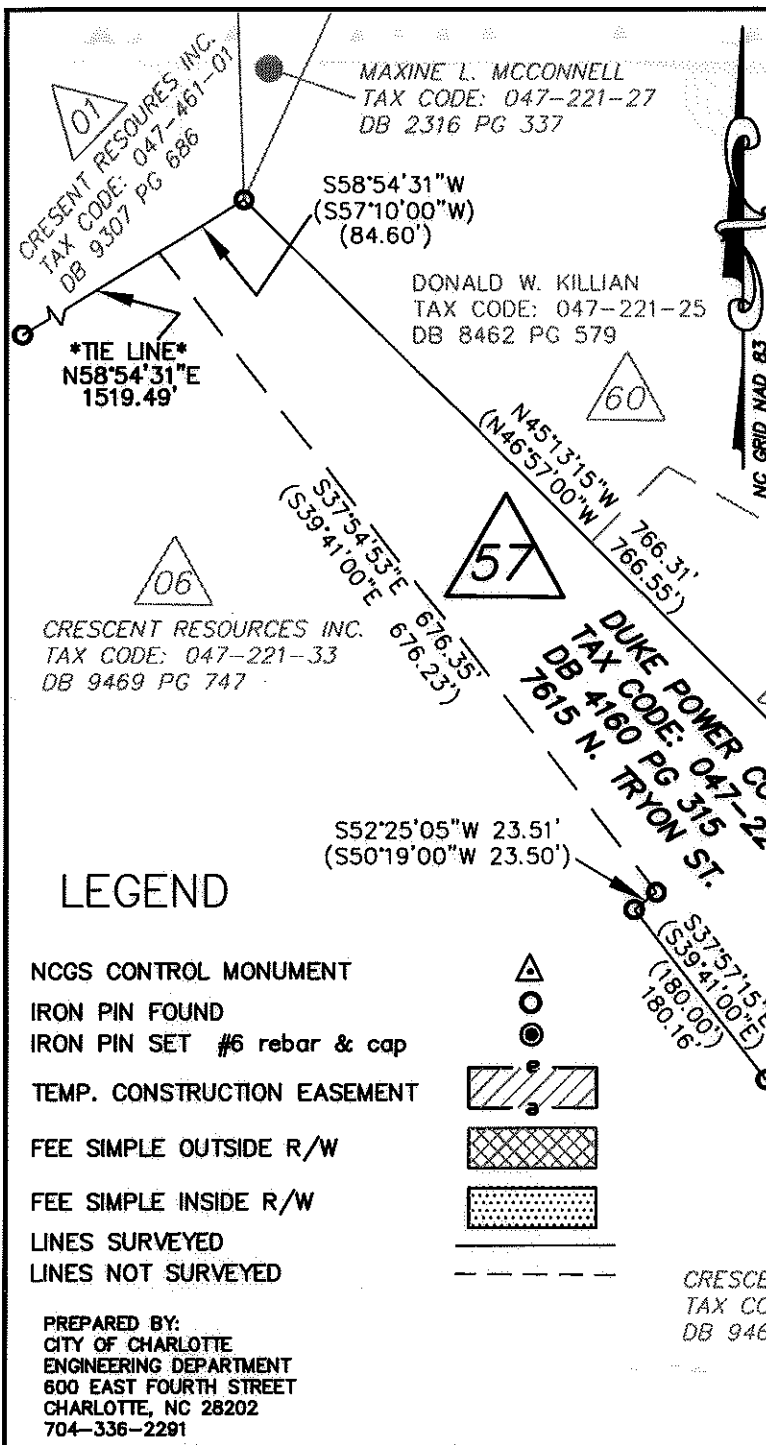 01
CRESENT RESOURES INC.
TAX CODE: 047-461-01
DB 9307 PG 686
MAXINE L. MCCONNELL
TAX CODE: 047-221-27
DB 2316 PG 337
S58°54'31"W
(S57°10'00"W)
(84.60')
DONALD W. KILLIAN
TAX CODE: 047-221-25
DB 8462 PG 579
60
NC GRID NAD 83
*TIE LINE*
N58°54'31"E
1519.49'
N45°13'15"W 766.31'
(N46°57'00"W 766.55')
S37°54'53"E 676.35'
(S39°41'00"E 676.23')
57
06
CRESCENT RESOURCES INC.
TAX CODE: 047-221-33
DB 9469 PG 747
DUKE POWER CO
TAX CODE: 047-22
DB 4160 PG 315
7615 N. TRYON ST.
S52°25'05"W 23.51'
(S50°19'00"W 23.50')
S37°57'15"E
(S39°41'00"E)
(180.00')
180.16'
LEGEND
NCGS CONTROL MONUMENT
IRON PIN FOUND
IRON PIN SET #6 rebar & cap
TEMP. CONSTRUCTION EASEMENT
e
a
FEE SIMPLE OUTSIDE R/W
FEE SIMPLE INSIDE R/W
LINES SURVEYED
LINES NOT SURVEYED
CRESCE
TAX CO
DB 946
PREPARED BY:
CITY OF CHARLOTTE
ENGINEERING DEPARTMENT
600 EAST FOURTH STREET
CHARLOTTE, NC 28202
704-336-2291